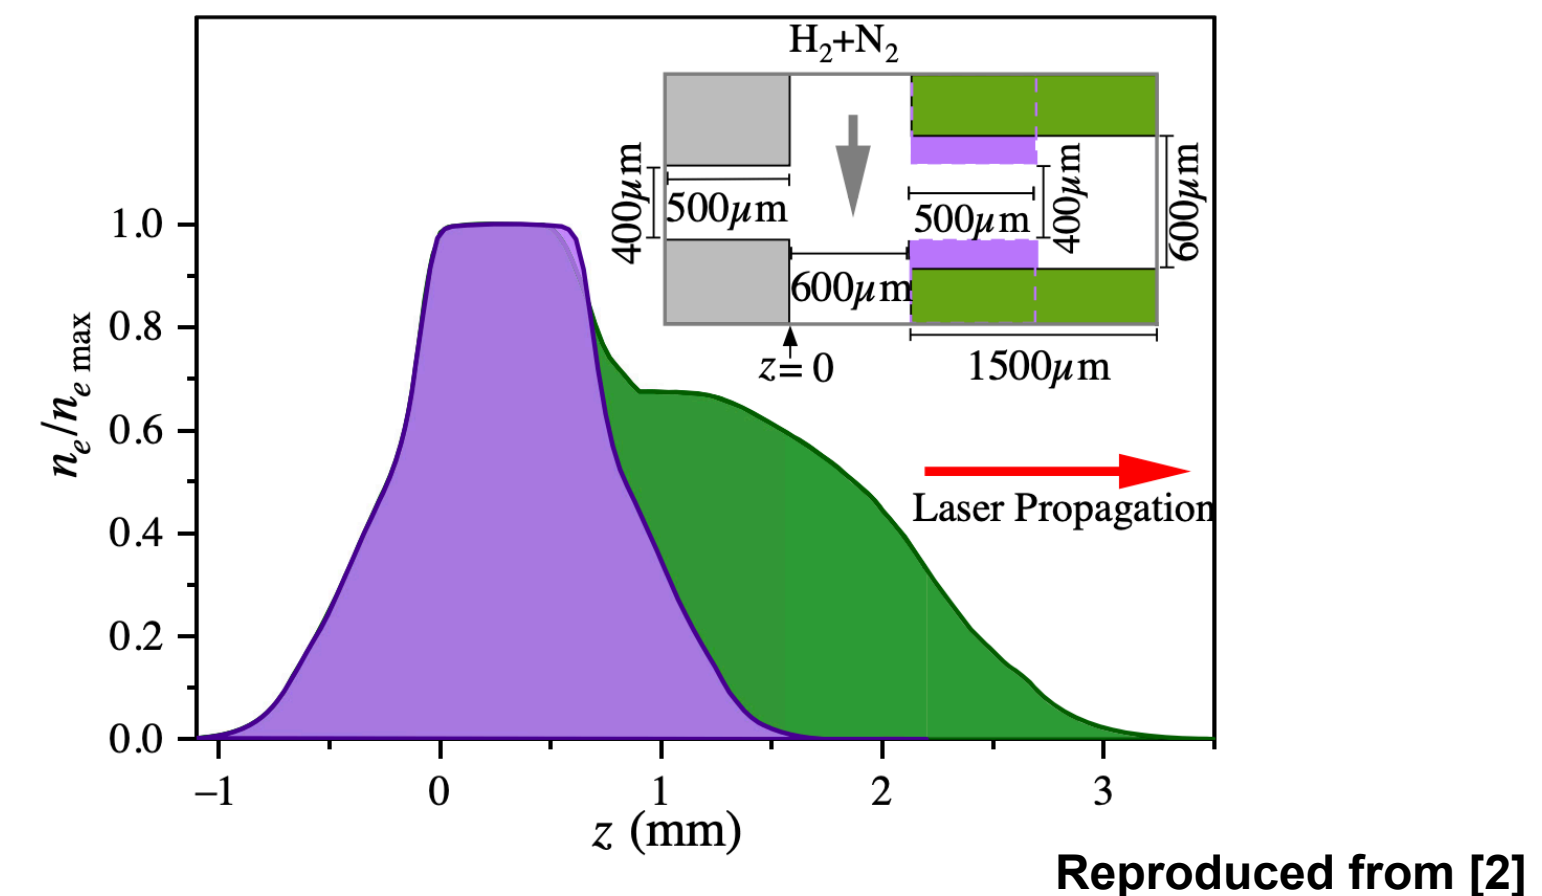 H₂+N₂
400μm
500μm
600μm
500μm
400μm
600μm
z= 0
1500μm
nₑ/nₑ max
1.0
0.8
0.6
0.4
0.2
0.0
Laser Propagation
–1
0
1
2
3
z (mm)
Reproduced from [2]